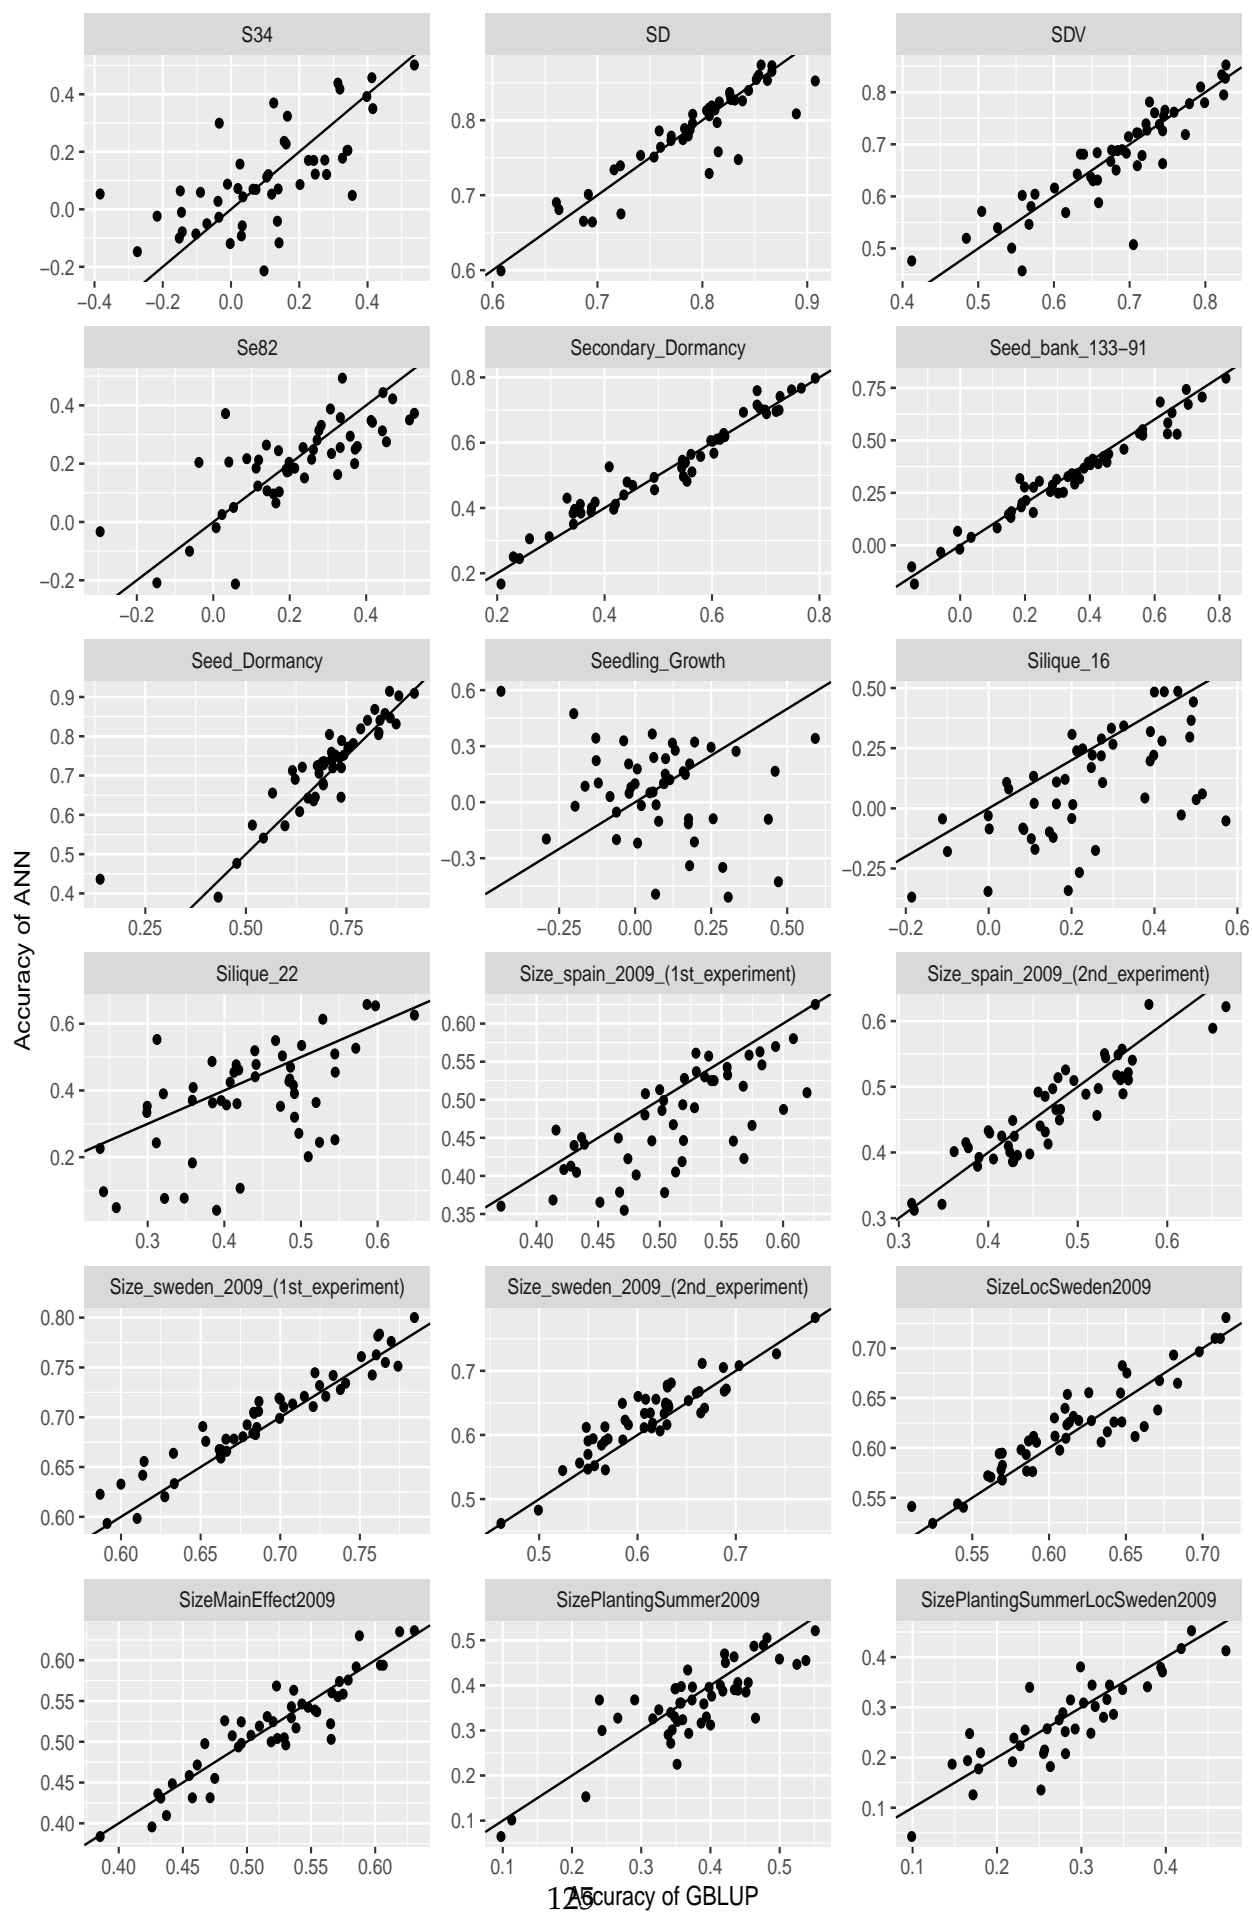 S34 SD SDV
0.4 0.2 0.0 −0.2
−0.4 −0.2 0.0 0.2 0.4
0.8 0.7 0.6
0.6 0.7 0.8 0.9
0.8 0.7 0.6 0.5
0.4 0.5 0.6 0.7 0.8
Se82 Secondary_Dormancy Seed_bank_133−91
0.4 0.2 0.0 −0.2
−0.2 0.0 0.2 0.4
0.8 0.6 0.4 0.2
0.2 0.4 0.6 0.8
0.75 0.50 0.25 0.00
0.0 0.2 0.4 0.6 0.8
Seed_Dormancy Seedling_Growth Silique_16
0.9 0.8 0.7 0.6 0.5 0.4
0.25 0.50 0.75
0.6 0.3 0.0 −0.3
−0.25 0.00 0.25 0.50
0.50 0.25 0.00 −0.25
−0.2 0.0 0.2 0.4 0.6
Accuracy of ANN
Silique_22 Size_spain_2009_(1st_experiment) Size_spain_2009_(2nd_experiment)
0.6 0.4 0.2
0.3 0.4 0.5 0.6
0.60 0.55 0.50 0.45 0.40 0.35
0.40 0.45 0.50 0.55 0.60
0.6 0.5 0.4 0.3
0.3 0.4 0.5 0.6
Size_sweden_2009_(1st_experiment) Size_sweden_2009_(2nd_experiment) SizeLocSweden2009
0.80 0.75 0.70 0.65 0.60
0.60 0.65 0.70 0.75
0.7 0.6 0.5
0.5 0.6 0.7
0.70 0.65 0.60 0.55
0.55 0.60 0.65 0.70
SizeMainEffect2009 SizePlantingSummer2009 SizePlantingSummerLocSweden2009
0.60 0.55 0.50 0.45 0.40
0.40 0.45 0.50 0.55 0.60
0.5 0.4 0.3 0.2 0.1
0.1 0.2 0.3 0.4 0.5
0.4 0.3 0.2 0.1
0.1 0.2 0.3 0.4
Accuracy of GBLUP
125